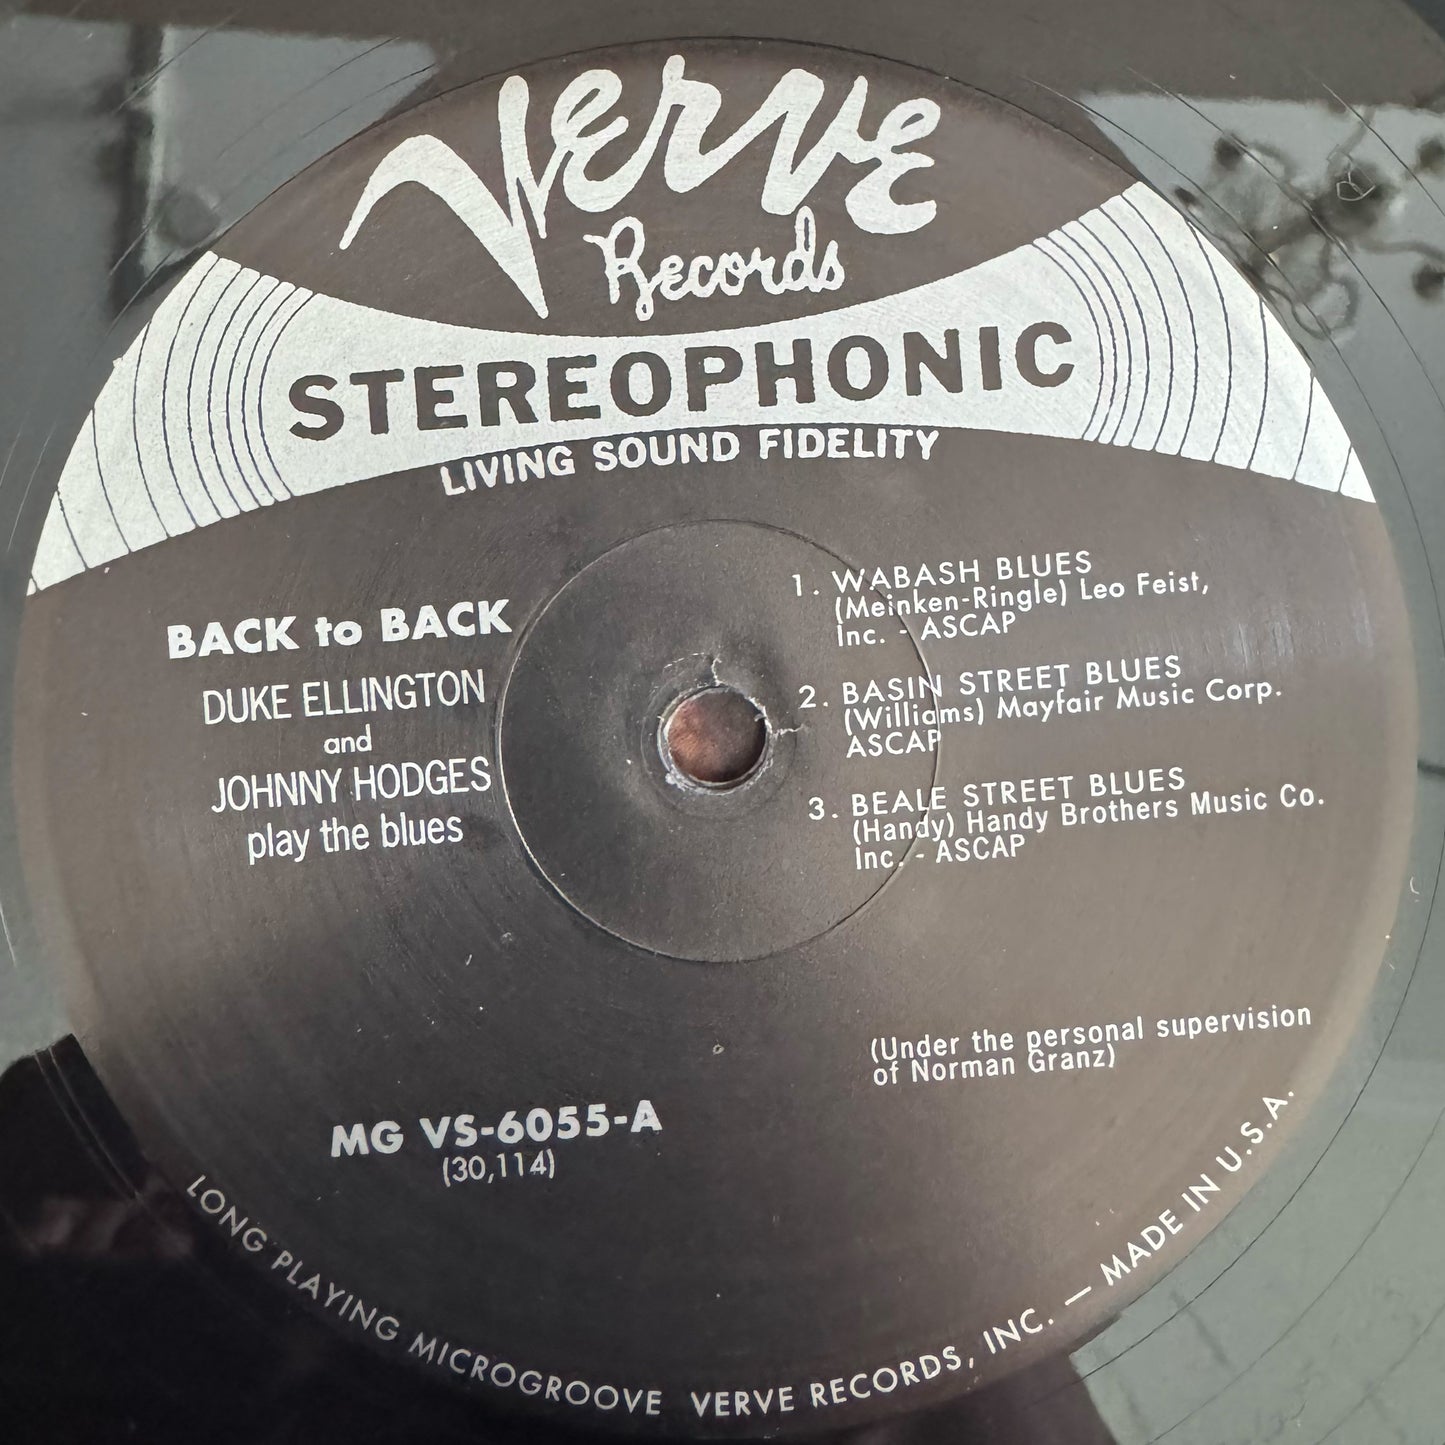 Verve
Records
STEREOPHONIC
LIVING SOUND FIDELITY
BACK to BACK
DUKE ELLINGTON
and
JOHNNY HODGES
play the blues
1. WABASH BLUES
(Meinken-Ringle) Leo Feist,
Inc. - ASCAP
2. BASIN STREET BLUES
(Williams) Mayfair Music Corp.
ASCAP
3. BEALE STREET BLUES
(Handy) Handy Brothers Music Co.
Inc. - ASCAP
(Under the personal supervision
of Norman Granz)
MG VS-6055-A
(30,114)
LONG PLAYING MICROGROOVE VERVE RECORDS, INC. — MADE IN U.S.A.